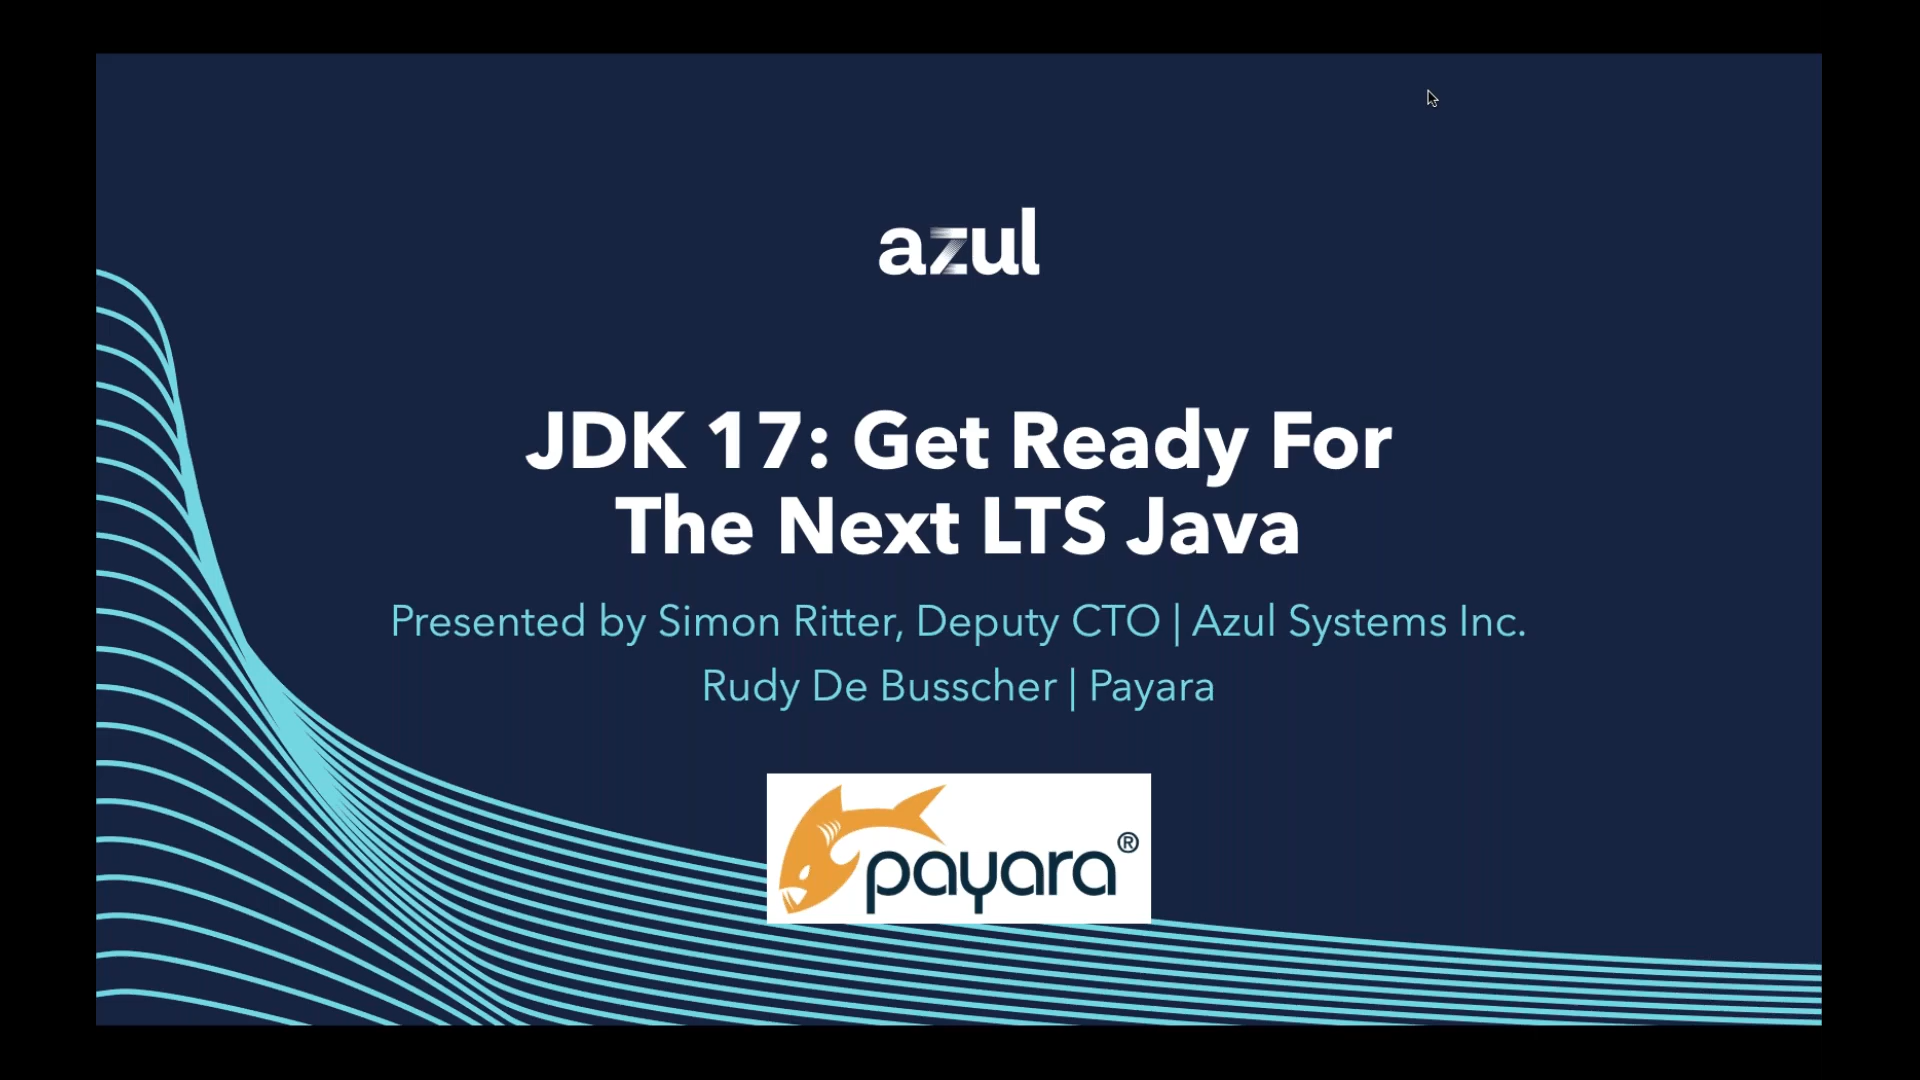 azul
JDK 17: Get Ready For
The Next LTS Java
Presented by Simon Ritter, Deputy CTO | Azul Systems Inc.
Rudy De Busscher | Payara
payara®